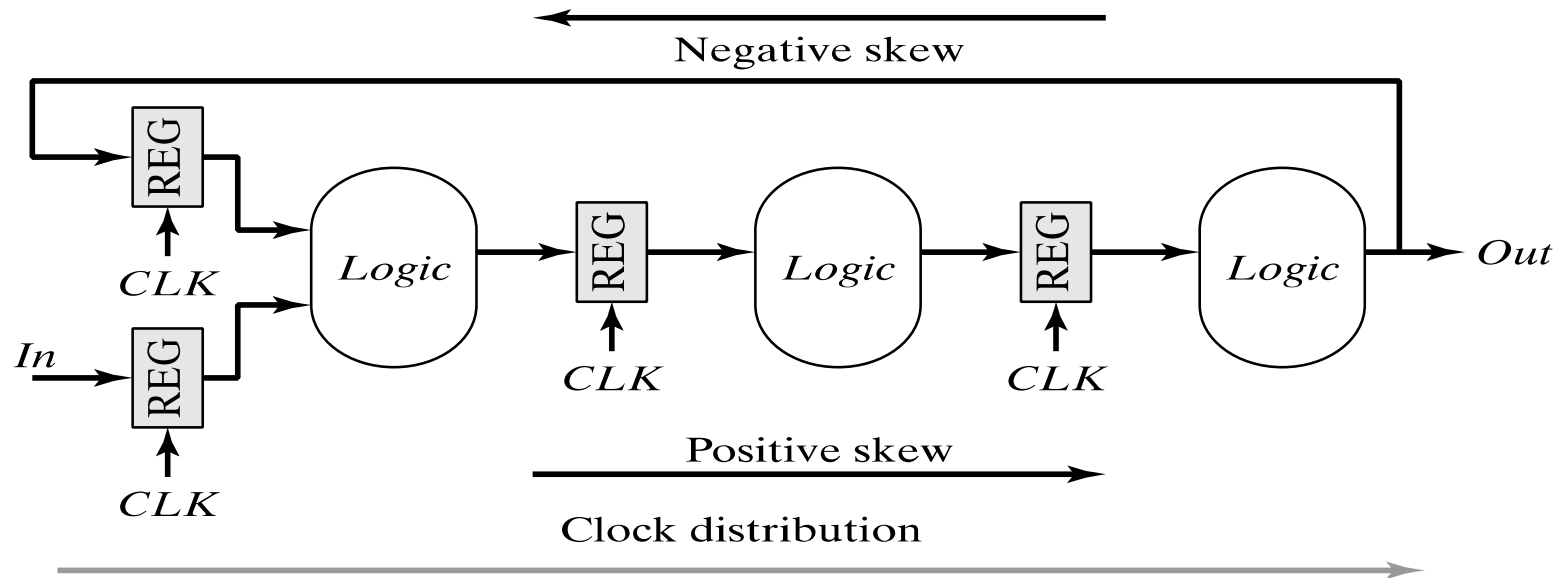 Negative skew
REG
CLK
In
REG
CLK
Logic
REG
CLK
Logic
REG
CLK
Logic
Out
Positive skew
Clock distribution